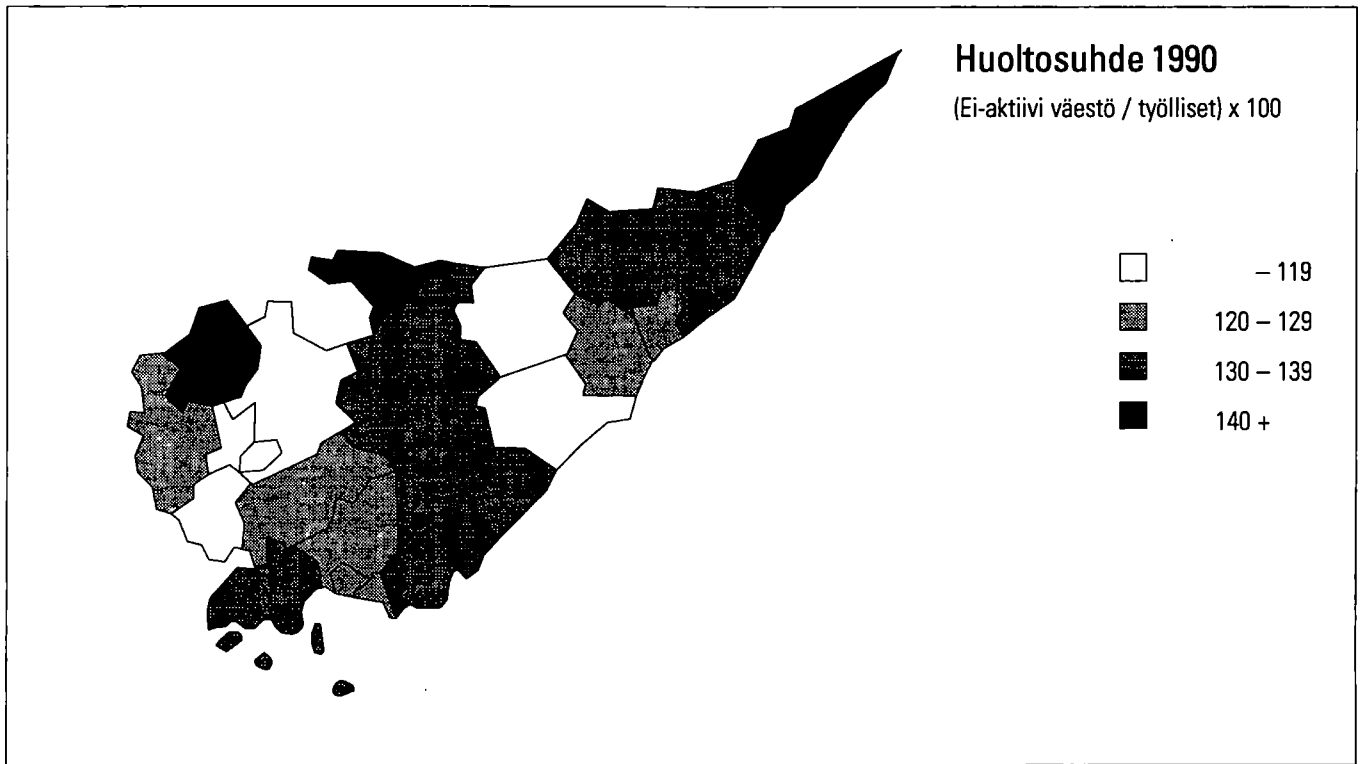 Huoltosuhde 1990
(Ei-aktiivi väestö / työlliset) x 100
– 119
120 – 129
130 – 139
140 +